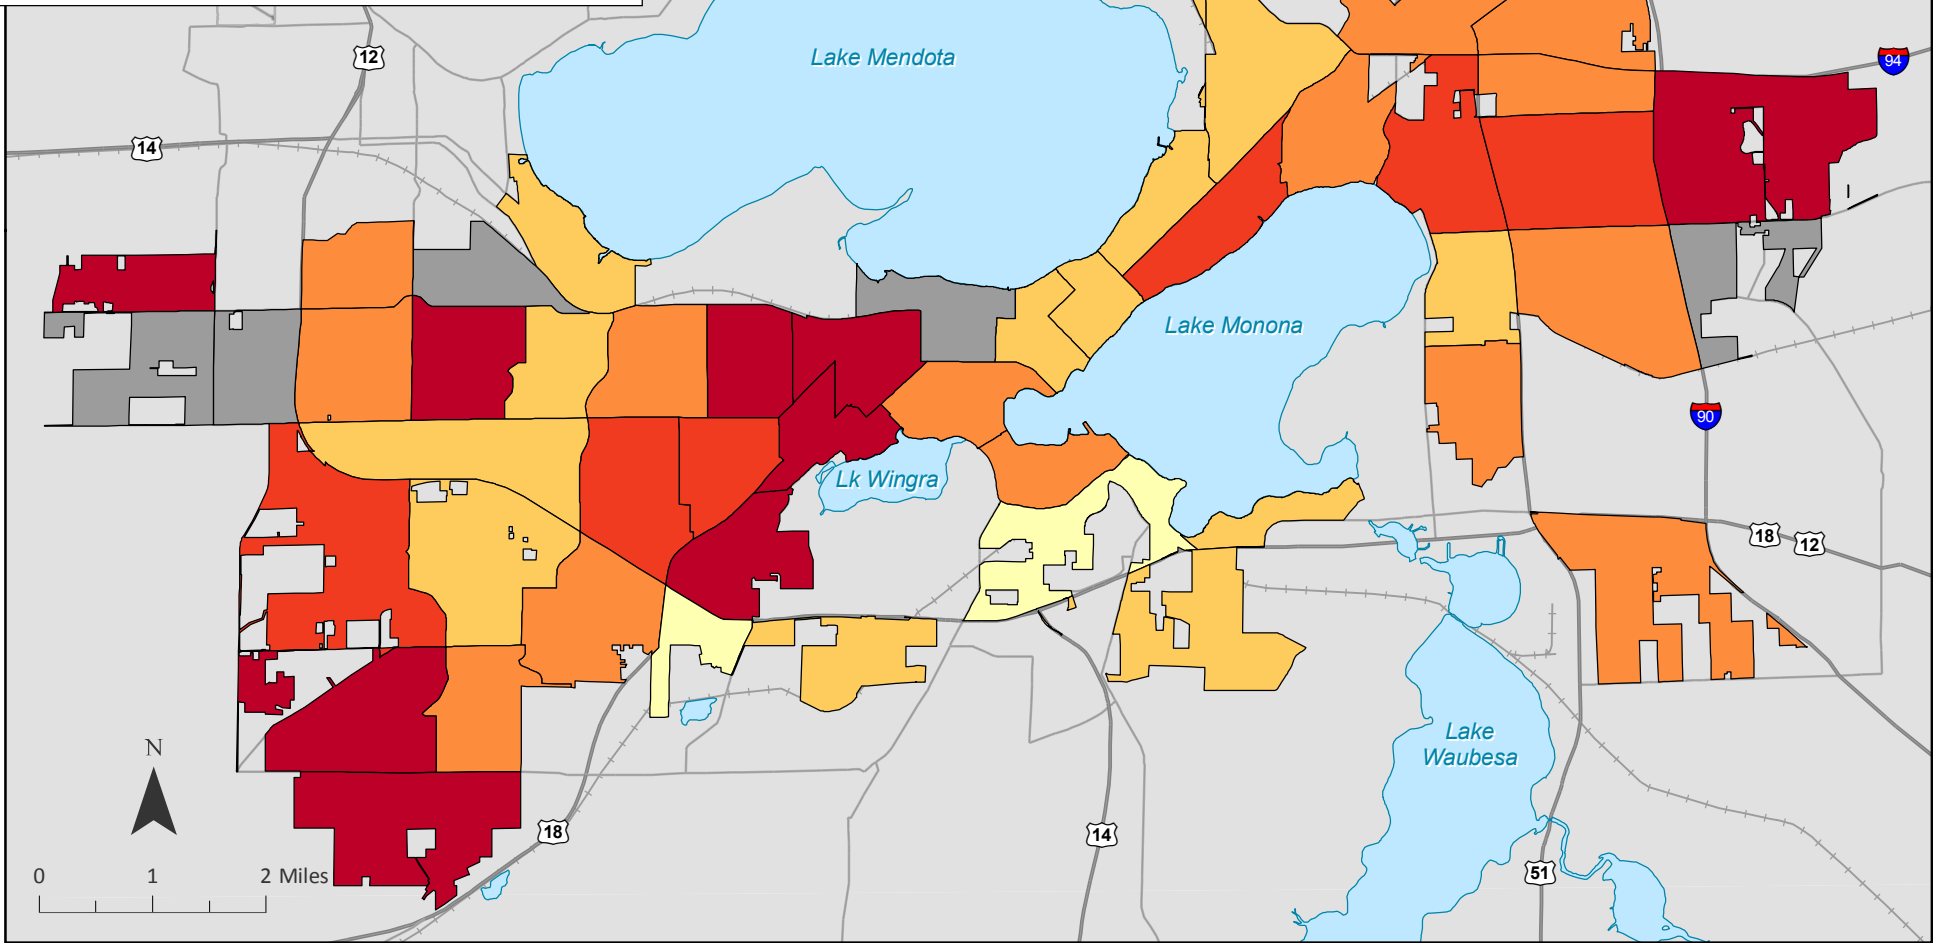 Lake Mendota
12
94
14
Lake Monona
90
Lk Wingra
18
12
Lake
Waubesa
N
18
14
51
0 1 2 Miles